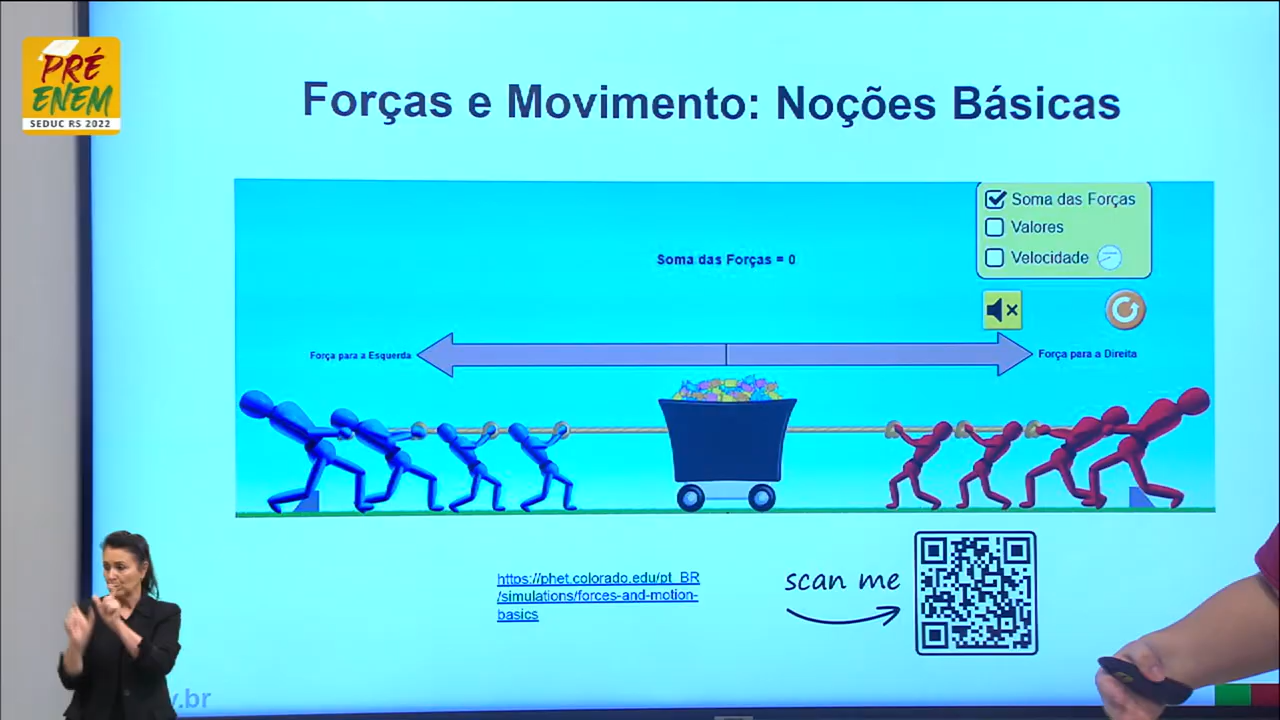 PRÉ
ENEM
SEDUC RS 2022
Forças e Movimento: Noções Básicas
Soma das Forças
Valores
Velocidade
Soma das Forças = 0
Força para a Esquerda
Força para a Direita
https://phet.colorado.edu/pt_BR
/simulations/forces-and-motion-
basics
scan me
.br